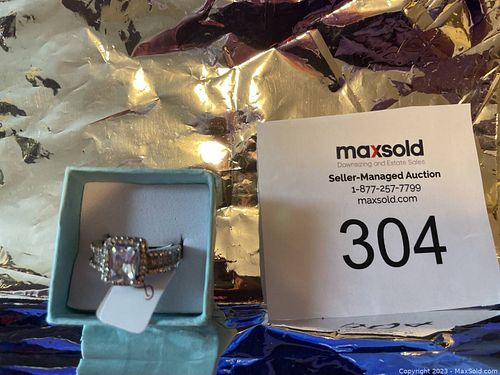 maxsold
Downsizing and Estate Sales
Seller-Managed Auction
1-877-257-7799
maxsold.com
304
9
Copyright 2023 - MaxSold.com